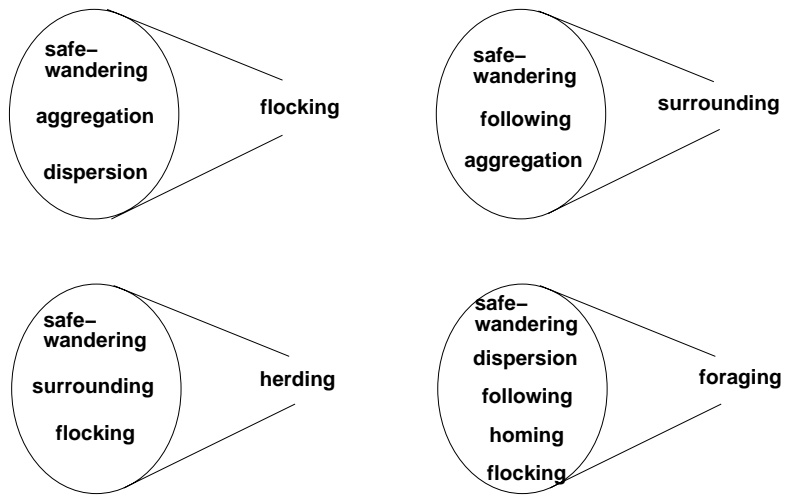 safe–
wandering
aggregation
dispersion
flocking
safe–
wandering
following
aggregation
surrounding
safe–
wandering
surrounding
flocking
herding
safe–
wandering
dispersion
following
homing
flocking
foraging